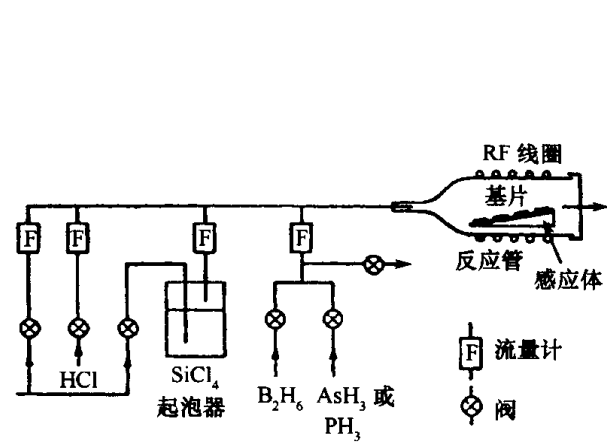 RF 线圈
基片
F
F
F
F
反应管
感应体
HCl
SiCl₄
起泡器
B₂H₆
AsH₃ 或
PH₃
F 流量计
阀